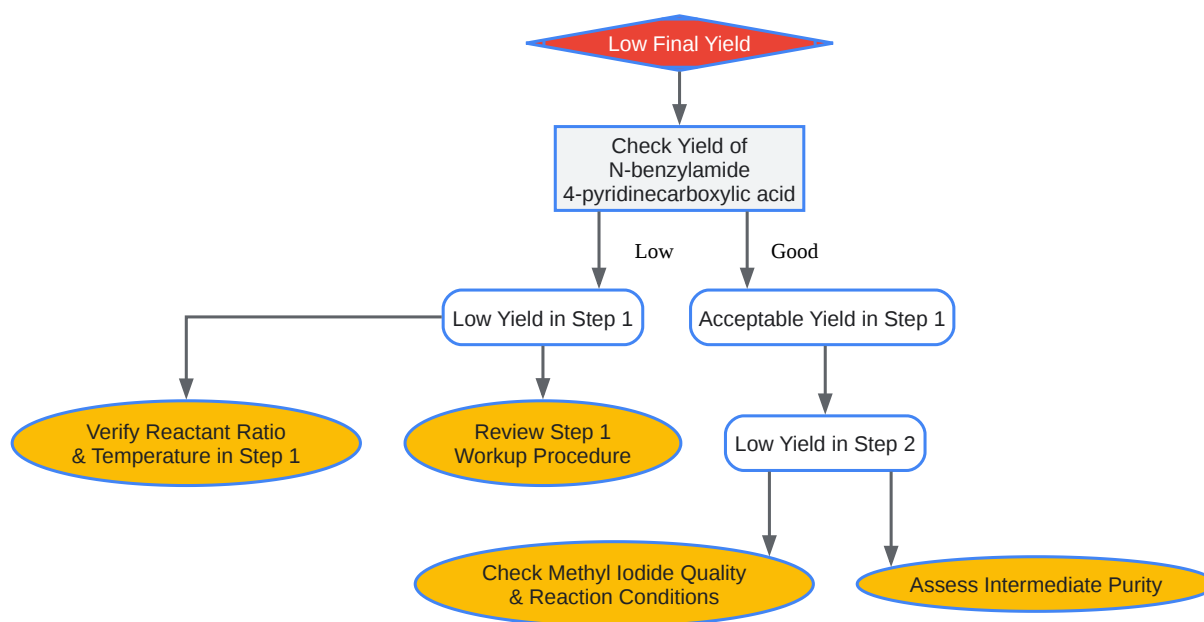 Low Final Yield
Check Yield of
N-benzylamide
4-pyridinecarboxylic acid
Low
Good
Low Yield in Step 1
Acceptable Yield in Step 1
Verify Reactant Ratio
& Temperature in Step 1
Review Step 1
Workup Procedure
Low Yield in Step 2
Check Methyl Iodide Quality
& Reaction Conditions
Assess Intermediate Purity